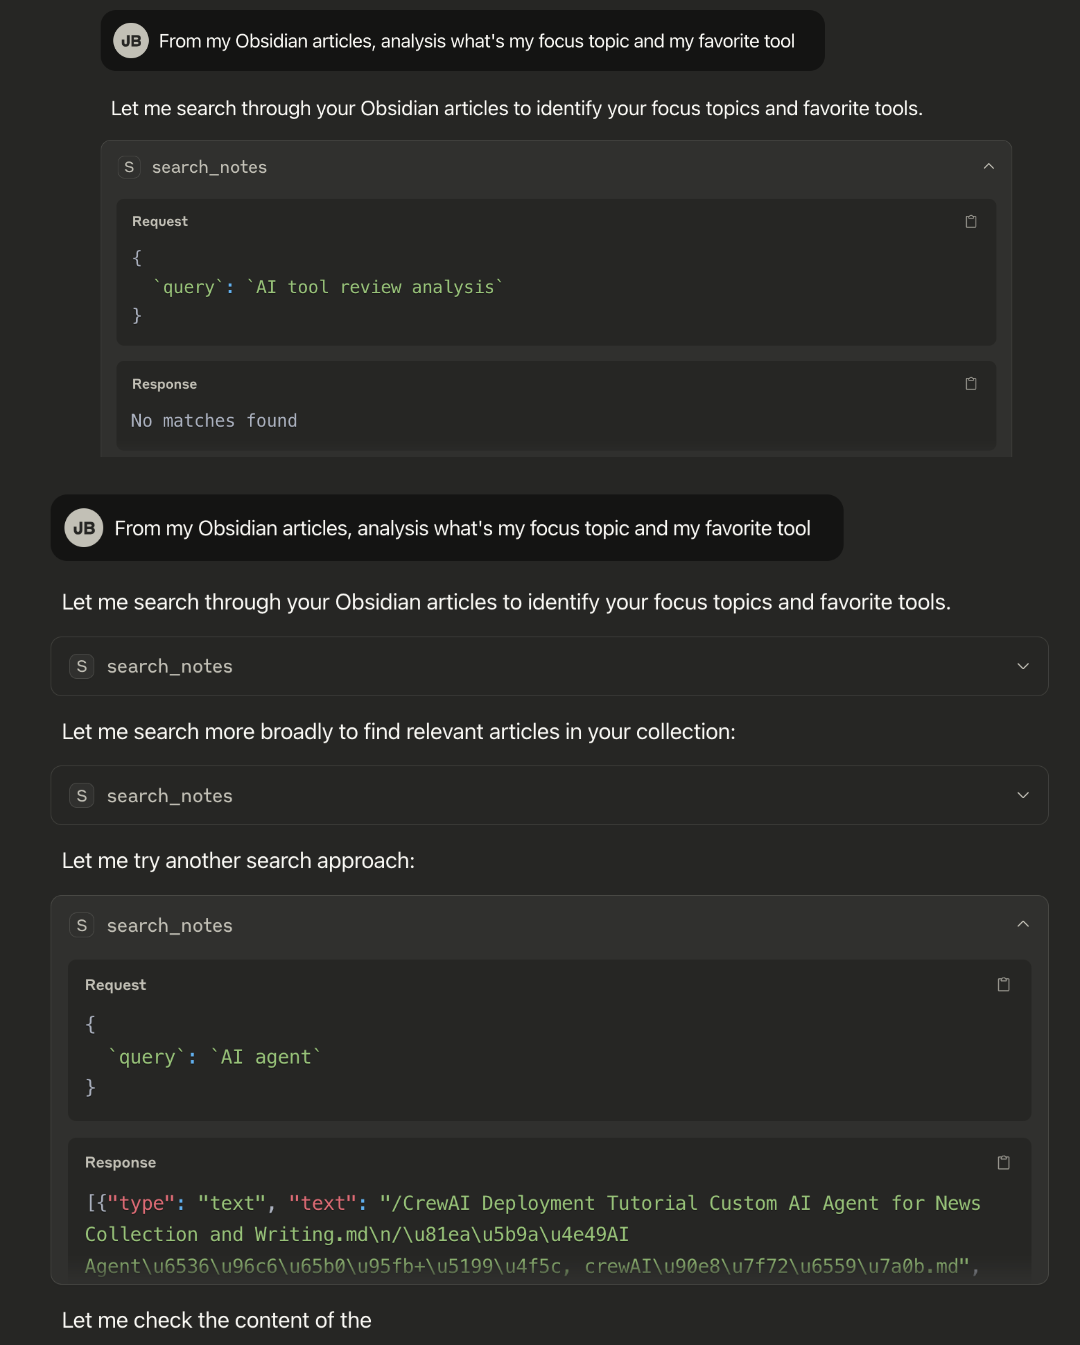 JB From my Obsidian articles, analysis what's my focus topic and my favorite tool
Let me search through your Obsidian articles to identify your focus topics and favorite tools.
S search_notes
Request
{
`query`: `AI tool review analysis`
}
Response
No matches found
JB From my Obsidian articles, analysis what's my focus topic and my favorite tool
Let me search through your Obsidian articles to identify your focus topics and favorite tools.
S search_notes
Let me search more broadly to find relevant articles in your collection:
S search_notes
Let me try another search approach:
S search_notes
Request
{
`query`: `AI agent`
}
Response
[{"type": "text", "text": "/CrewAI Deployment Tutorial Custom AI Agent for News
Collection and Writing.md\n/\u81ea\u5b9a\u4e49AI
Agent\u6536\u96c6\u65b0\u95fb+\u5199\u4f5c, crewAI\u90e8\u7f72\u6559\u7a0b.md",
Let me check the content of the